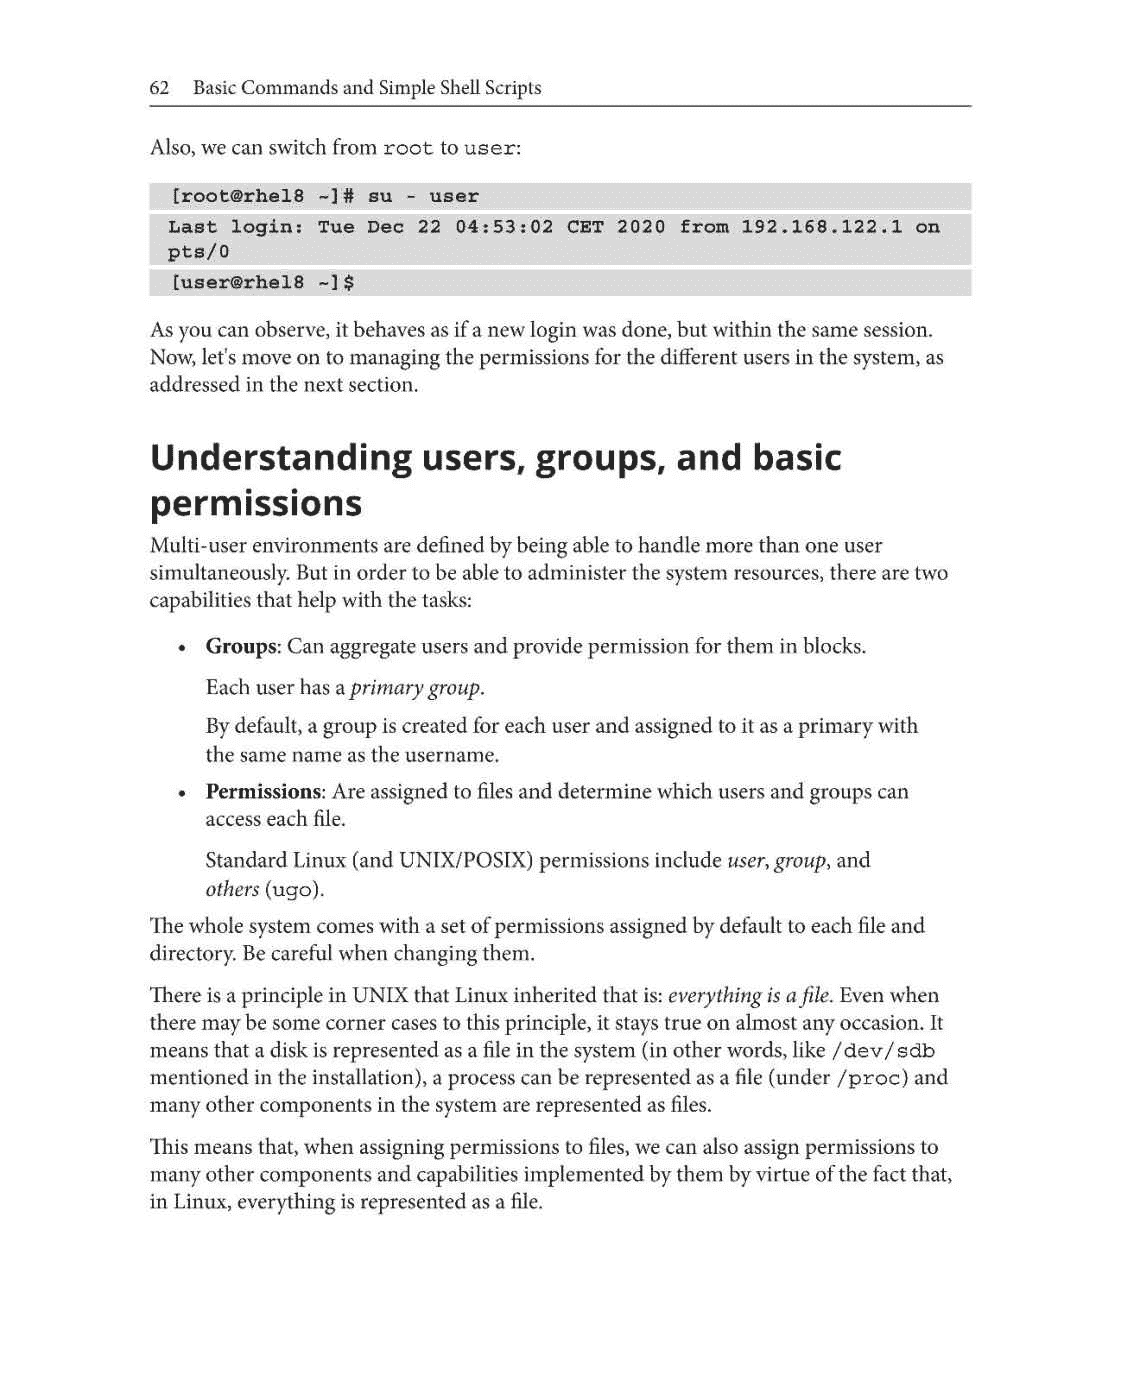 62 Basic Commands and Simple Shell Scripts
Also, we can switch from root to user:
[root@rhel8 ~]# su - user
Last login: Tue Dec 22 04:53:02 CET 2020 from 192.168.122.1 on
pts/0
[user@rhel8 ~]$
As you can observe, it behaves as if a new login was done, but within the same session.
Now, let's move on to managing the permissions for the different users in the system, as
addressed in the next section.
Understanding users, groups, and basic
permissions
Multi-user environments are defined by being able to handle more than one user
simultaneously. But in order to be able to administer the system resources, there are two
capabilities that help with the tasks:
• Groups: Can aggregate users and provide permission for them in blocks.
Each user has a primary group.
By default, a group is created for each user and assigned to it as a primary with
the same name as the username.
• Permissions: Are assigned to files and determine which users and groups can
access each file.
Standard Linux (and UNIX/POSIX) permissions include user, group, and
others (ugo).
The whole system comes with a set of permissions assigned by default to each file and
directory. Be careful when changing them.
There is a principle in UNIX that Linux inherited that is: everything is a file. Even when
there may be some corner cases to this principle, it stays true on almost any occasion. It
means that a disk is represented as a file in the system (in other words, like /dev/sdb
mentioned in the installation), a process can be represented as a file (under /proc) and
many other components in the system are represented as files.
This means that, when assigning permissions to files, we can also assign permissions to
many other components and capabilities implemented by them by virtue of the fact that,
in Linux, everything is represented as a file.